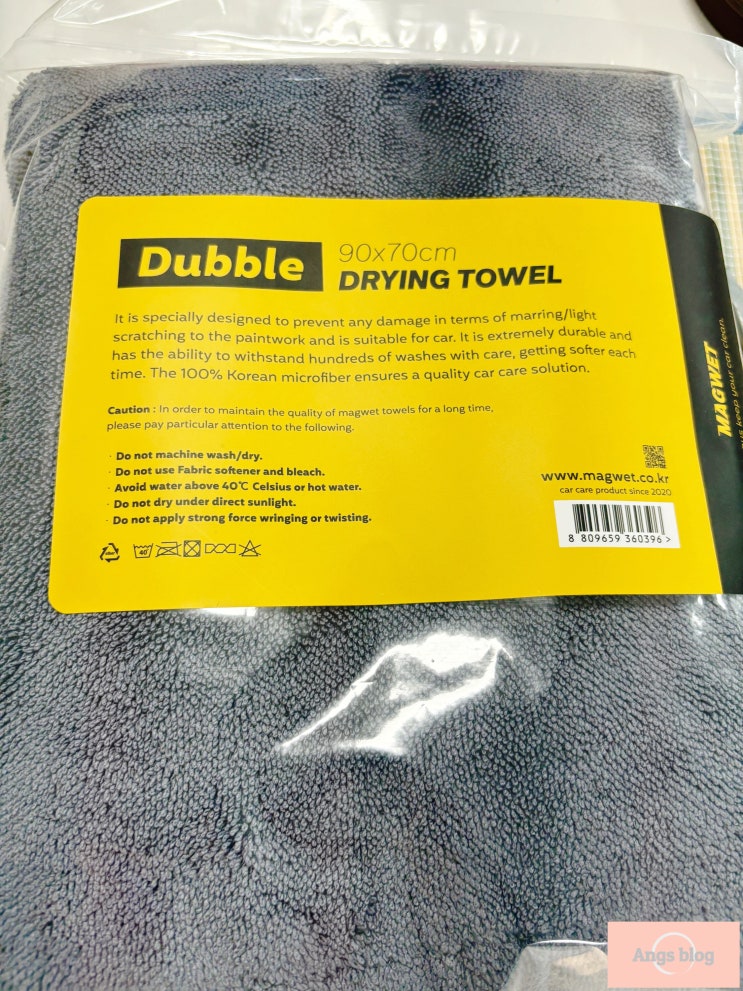 Dubble
90x70cm
DRYING TOWEL
It is specially designed to prevent any damage in terms of marring/light
scratching to the paintwork and is suitable for car. It is extremely durable and
has the ability to withstand hundreds of washes with care, getting softer each
time. The 100% Korean microfiber ensures a quality car care solution.
Caution : In order to maintain the quality of magwet towels for a long time,
please pay particular attention to the following.
· Do not machine wash/dry.
· Do not use Fabric softener and bleach.
· Avoid water above 40℃ Celsius or hot water.
· Do not dry under direct sunlight.
· Do not apply strong force wringing or twisting.
40
www.magwet.co.kr
car care product since 2020
8 809659 360396 >
MAGWET
keep your car clean.
Angs blog